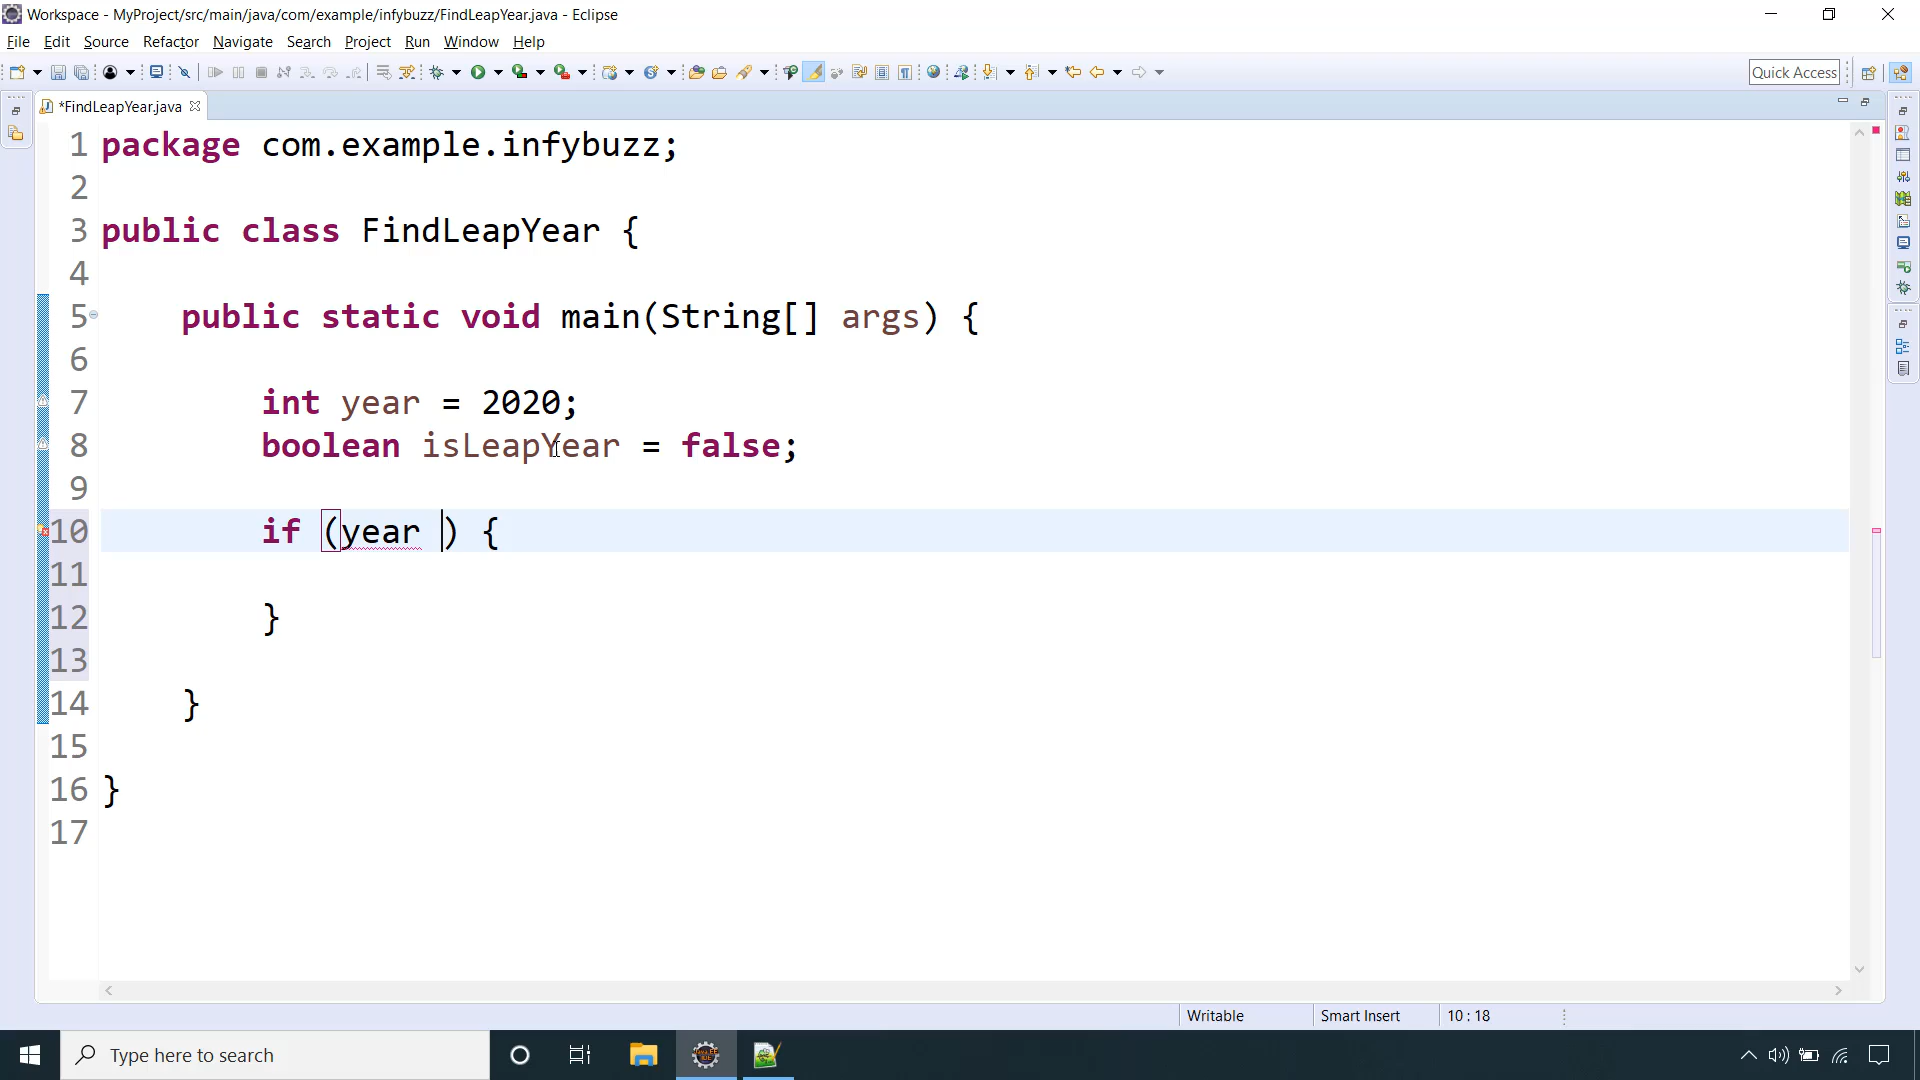 Workspace - MyProject/src/main/java/com/example/infybuzz/FindLeapYear.java - Eclipse
File Edit Source Refactor Navigate Search Project Run Window Help
Quick Access
*FindLeapYear.java
1 package com.example.infybuzz;
2
3 public class FindLeapYear {
4
5 public static void main(String[] args) {
6
7 int year = 2020;
8 boolean isLeapYear = false;
9
10 if (year ) {
11
12 }
13
14 }
15
16 }
17
Writable Smart Insert 10 : 18
Type here to search